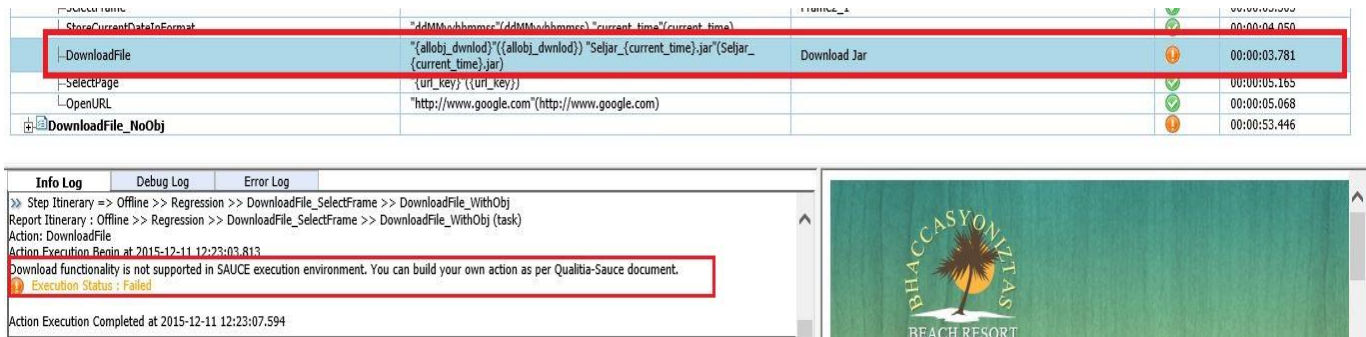 StoreCurrentDateInFormat "ddMMyyhhmmss"(ddMMyyhhmmss) "current_time"(current_time) 00:00:04.050
DownloadFile "{allobj_dwnlod}"({allobj_dwnlod}) "Seljar_{current_time}.jar"(Seljar_ Download Jar 00:00:03.781
{current_time}.jar)
SelectPage "{url_key}"({url_key}) 00:00:05.165
OpenURL "http://www.google.com"(http://www.google.com) 00:00:05.068
DownloadFile_NoObj 00:00:53.446
Info Log Debug Log Error Log
Step Itinerary => Offline >> Regression >> DownloadFile_SelectFrame >> DownloadFile_WithObj
Report Itinerary : Offline >> Regression >> DownloadFile_SelectFrame >> DownloadFile_WithObj (task)
Action: DownloadFile
Action Execution Begin at 2015-12-11 12:23:03.813
Download functionality is not supported in SAUCE execution environment. You can build your own action as per Qualitia-Sauce document.
Execution Status : Failed
Action Execution Completed at 2015-12-11 12:23:07.594
BHACCASYONIZTAS
BEACH RESORT